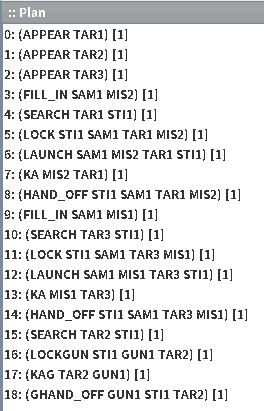 :: Plan
0: (APPEAR TAR1) [1]
1: (APPEAR TAR2) [1]
2: (APPEAR TAR3) [1]
3: (FILL_IN SAM1 MIS2) [1]
4: (SEARCH TAR1 STI1) [1]
5: (LOCK STI1 SAM1 TAR1 MIS2) [1]
6: (LAUNCH SAM1 MIS2 TAR1 STI1) [1]
7: (KA MIS2 TAR1) [1]
8: (HAND_OFF STI1 SAM1 TAR1 MIS2) [1]
9: (FILL_IN SAM1 MIS1) [1]
10: (SEARCH TAR3 STI1) [1]
11: (LOCK STI1 SAM1 TAR3 MIS1) [1]
12: (LAUNCH SAM1 MIS1 TAR3 STI1) [1]
13: (KA MIS1 TAR3) [1]
14: (HAND_OFF STI1 SAM1 TAR3 MIS1) [1]
15: (SEARCH TAR2 STI1) [1]
16: (LOCKGUN STI1 GUN1 TAR2) [1]
17: (KAG TAR2 GUN1) [1]
18: (GHAND_OFF GUN1 STI1 TAR2) [1]